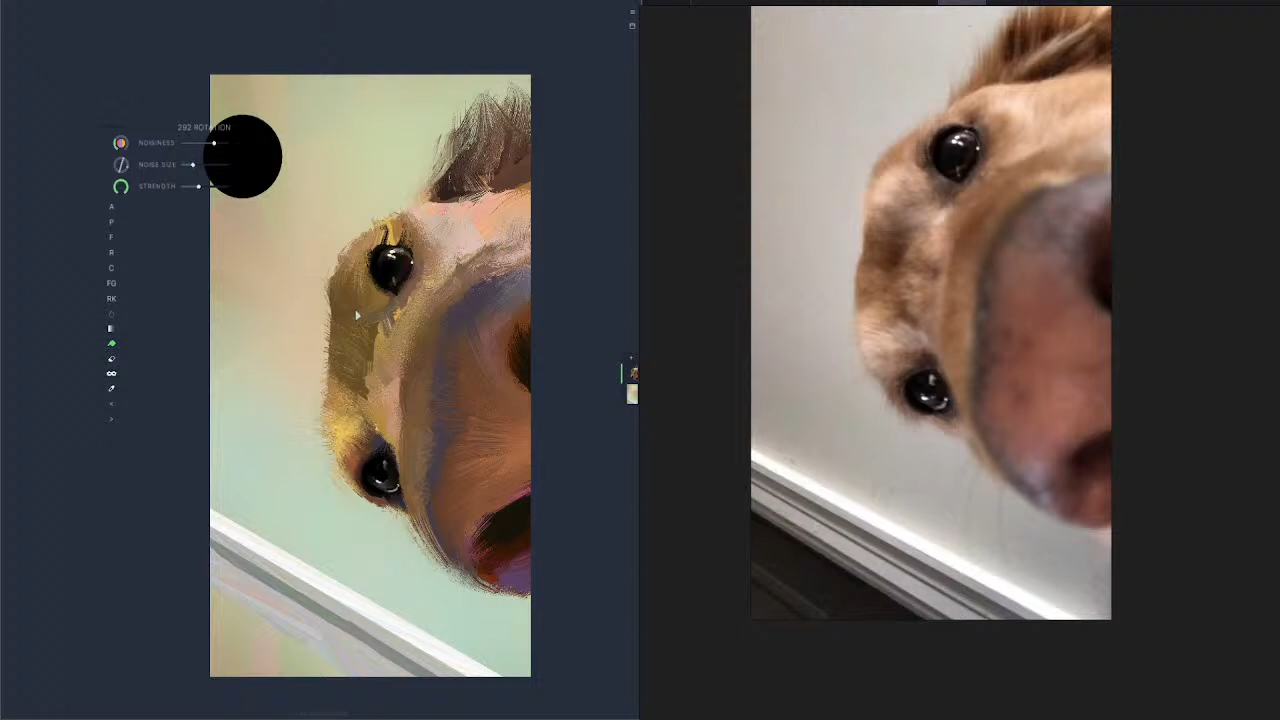 292 ROTATION
NOISINESS
NOISE SIZE
STRENGTH
A
P
F
R
C
FG
RK
<
>